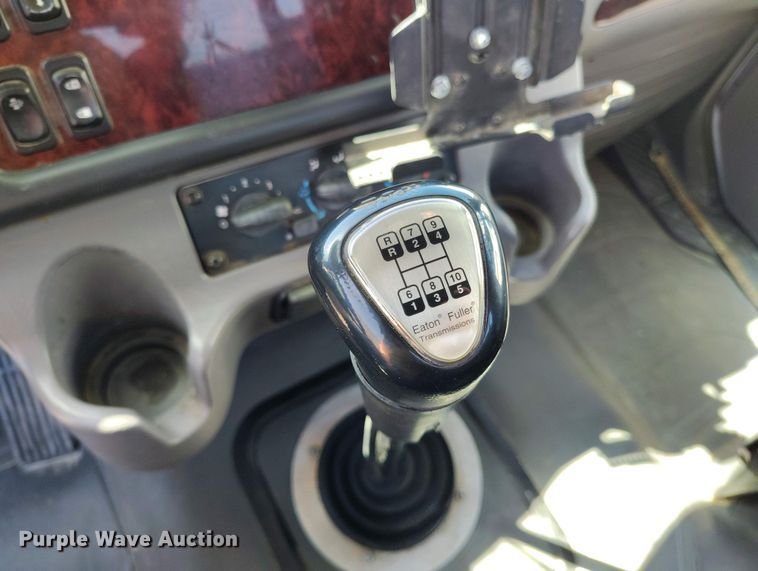 R 7 9
R 2 4
6 8 10
1 3 5
Eaton® Fuller®
Transmissions
Purple Wave Auction